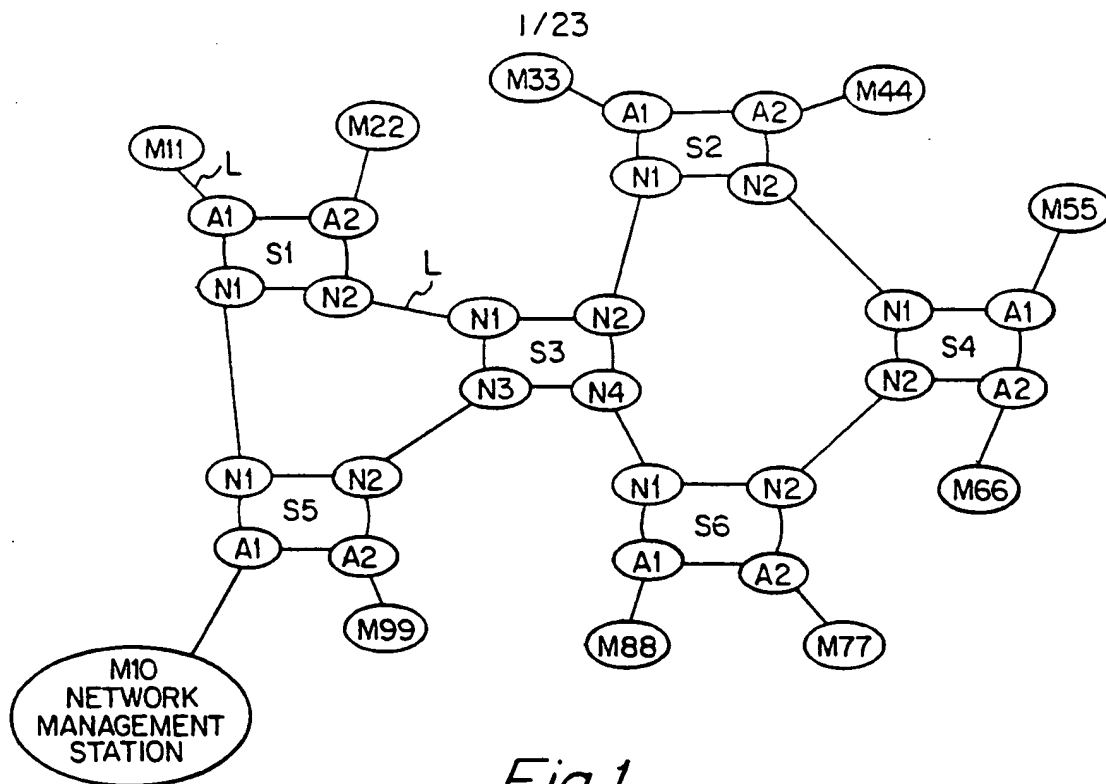 1/23
M33
M44
A1
A2
S2
N1
N2
M11
M22
L
A1
A2
S1
N1
N2
L
M55
N1
N2
S3
N3
N4
N1
A1
S4
N2
A2
M66
N1
N2
S5
A1
A2
M99
N1
N2
S6
A1
A2
M88
M77
M10
NETWORK
MANAGEMENT
STATION
Fig.1